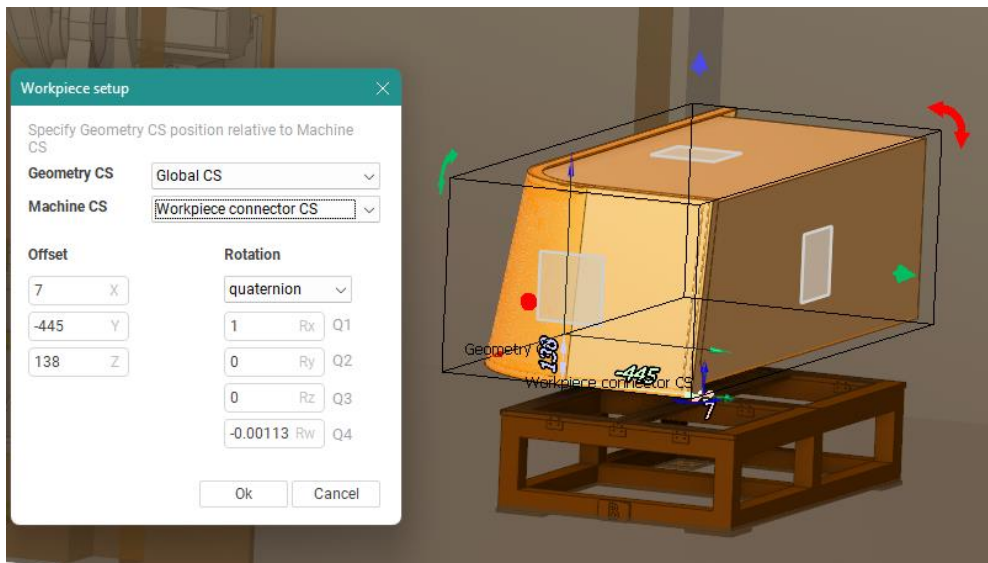 Workpiece setup
Specify Geometry CS position relative to Machine
CS
Geometry CS Global CS
Machine CS Workpiece connector CS
Offset Rotation
7 X quaternion
-445 Y 1 Rx Q1
138 Z 0 Ry Q2
0 Rz Q3
-0.00113 Rw Q4
Ok Cancel
Geometry
138
-445
Workpiece connector CS
7